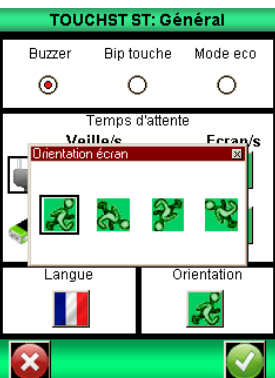 TOUCHST ST: Général
Buzzer Bip touche Mode eco
Temps d'attente
Veille/s Ecran/s
Orientation écran
Langue Orientation